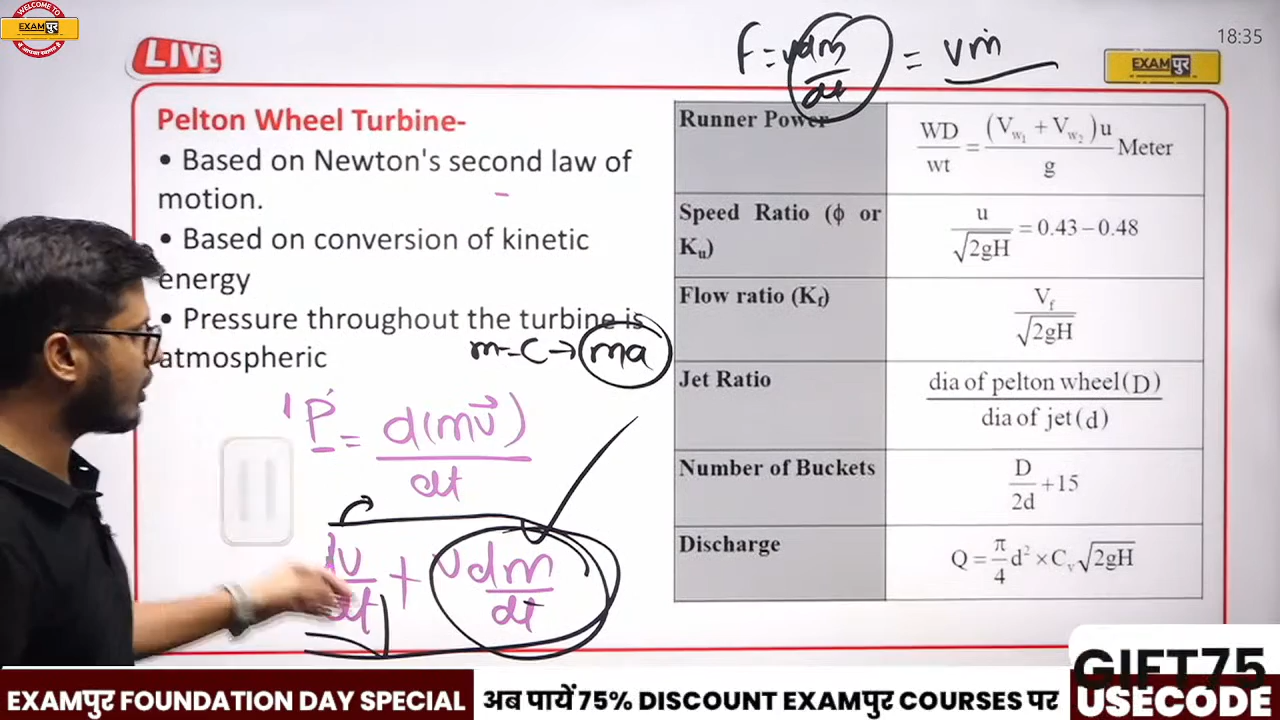 WELCOME TO
EXAMपुर
18:35
LIVE
EXAMपुर
F = v dm/dt = vṁ
Pelton Wheel Turbine-
• Based on Newton's second law of
motion.
• Based on conversion of kinetic
energy
• Pressure throughout the turbine is
atmospheric
m-C → ma
P = d(mv⃗)/dt
dv/dt + vdm/dt
Runner Power
WD/wt = (Vw₁ + Vw₂)u/g Meter
Speed Ratio (ϕ or
Kᵤ)
u/√2gH = 0.43 – 0.48
Flow ratio (K_f)
V_f/√2gH
Jet Ratio
dia of pelton wheel(D)
dia of jet(d)
Number of Buckets
D/2d +15
Discharge
Q = π/4 d² × Cᵥ√2gH
GIFT75
EXAMपुर FOUNDATION DAY SPECIAL
अब पायें 75% DISCOUNT EXAMपुर COURSES पर
USECODE